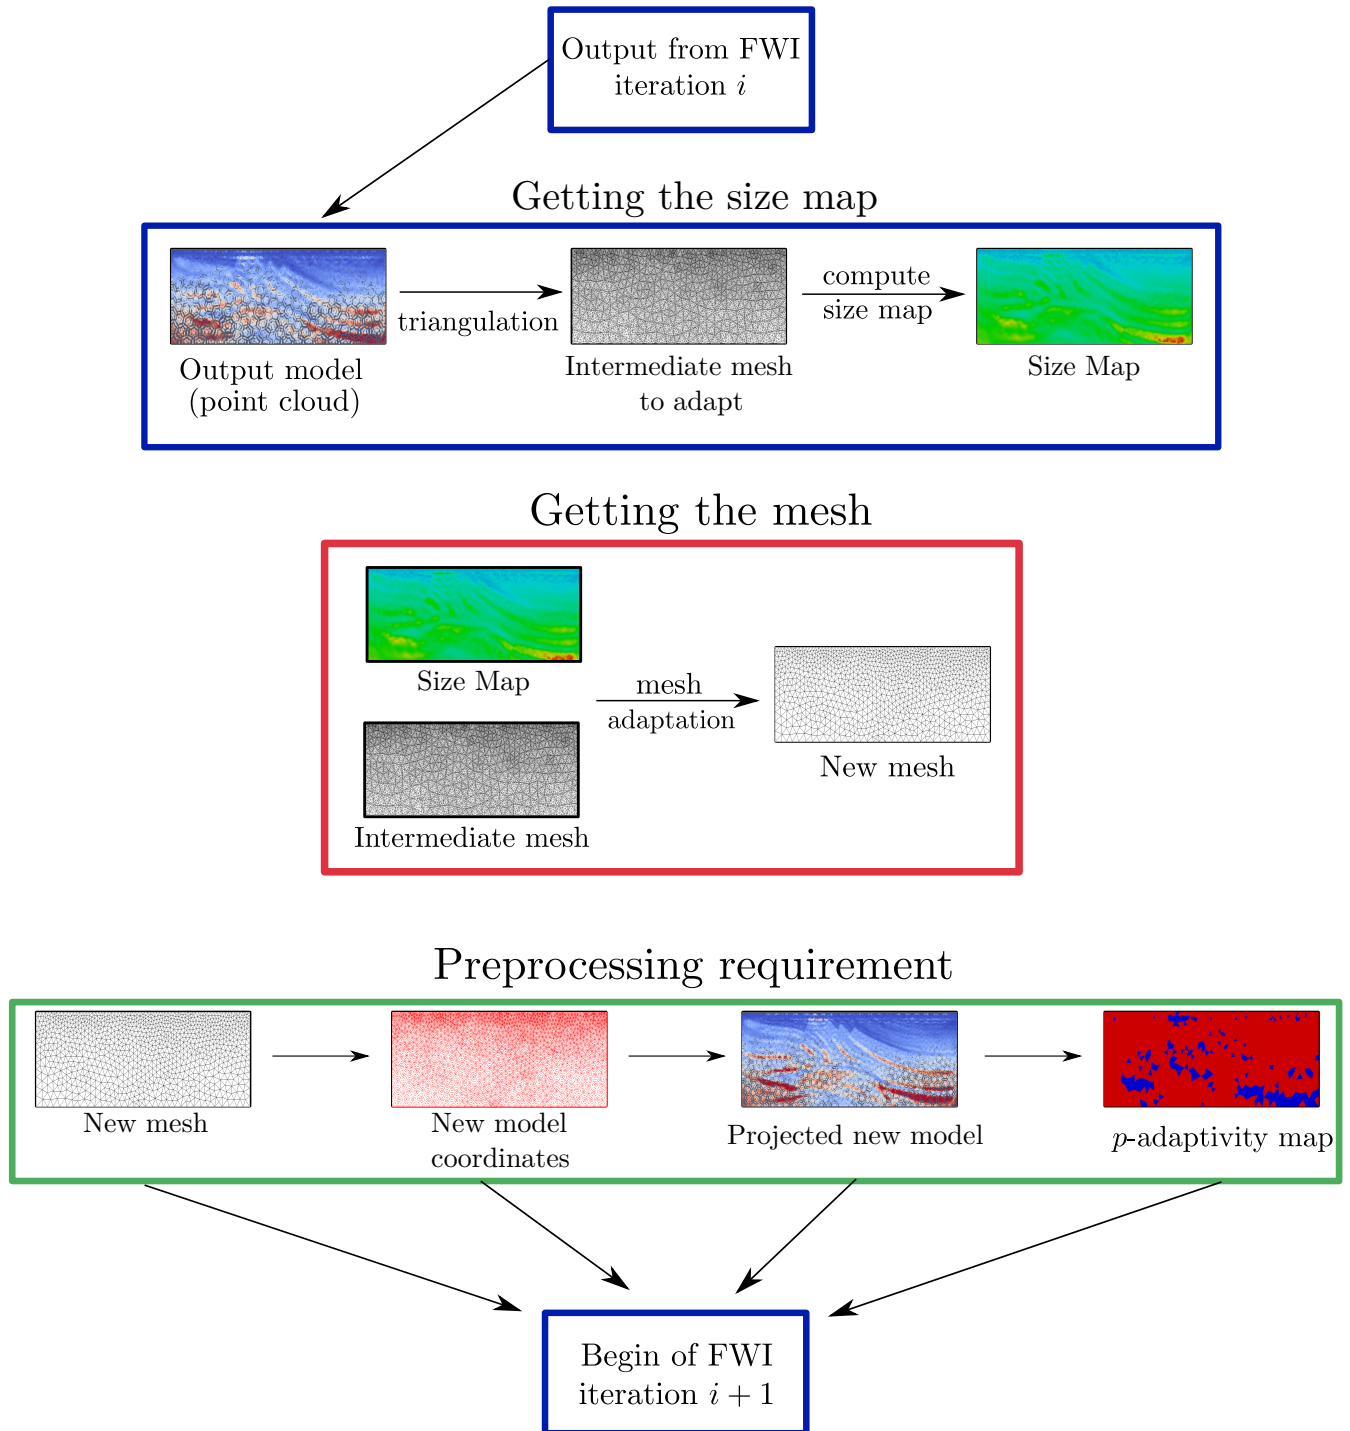 Output from FWI
iteration i
Getting the size map
triangulation
compute
size map
Output model
(point cloud)
Intermediate mesh
to adapt
Size Map
Getting the mesh
Size Map
mesh
adaptation
Intermediate mesh
New mesh
Preprocessing requirement
New mesh
New model
coordinates
Projected new model
p-adaptivity map
Begin of FWI
iteration i + 1